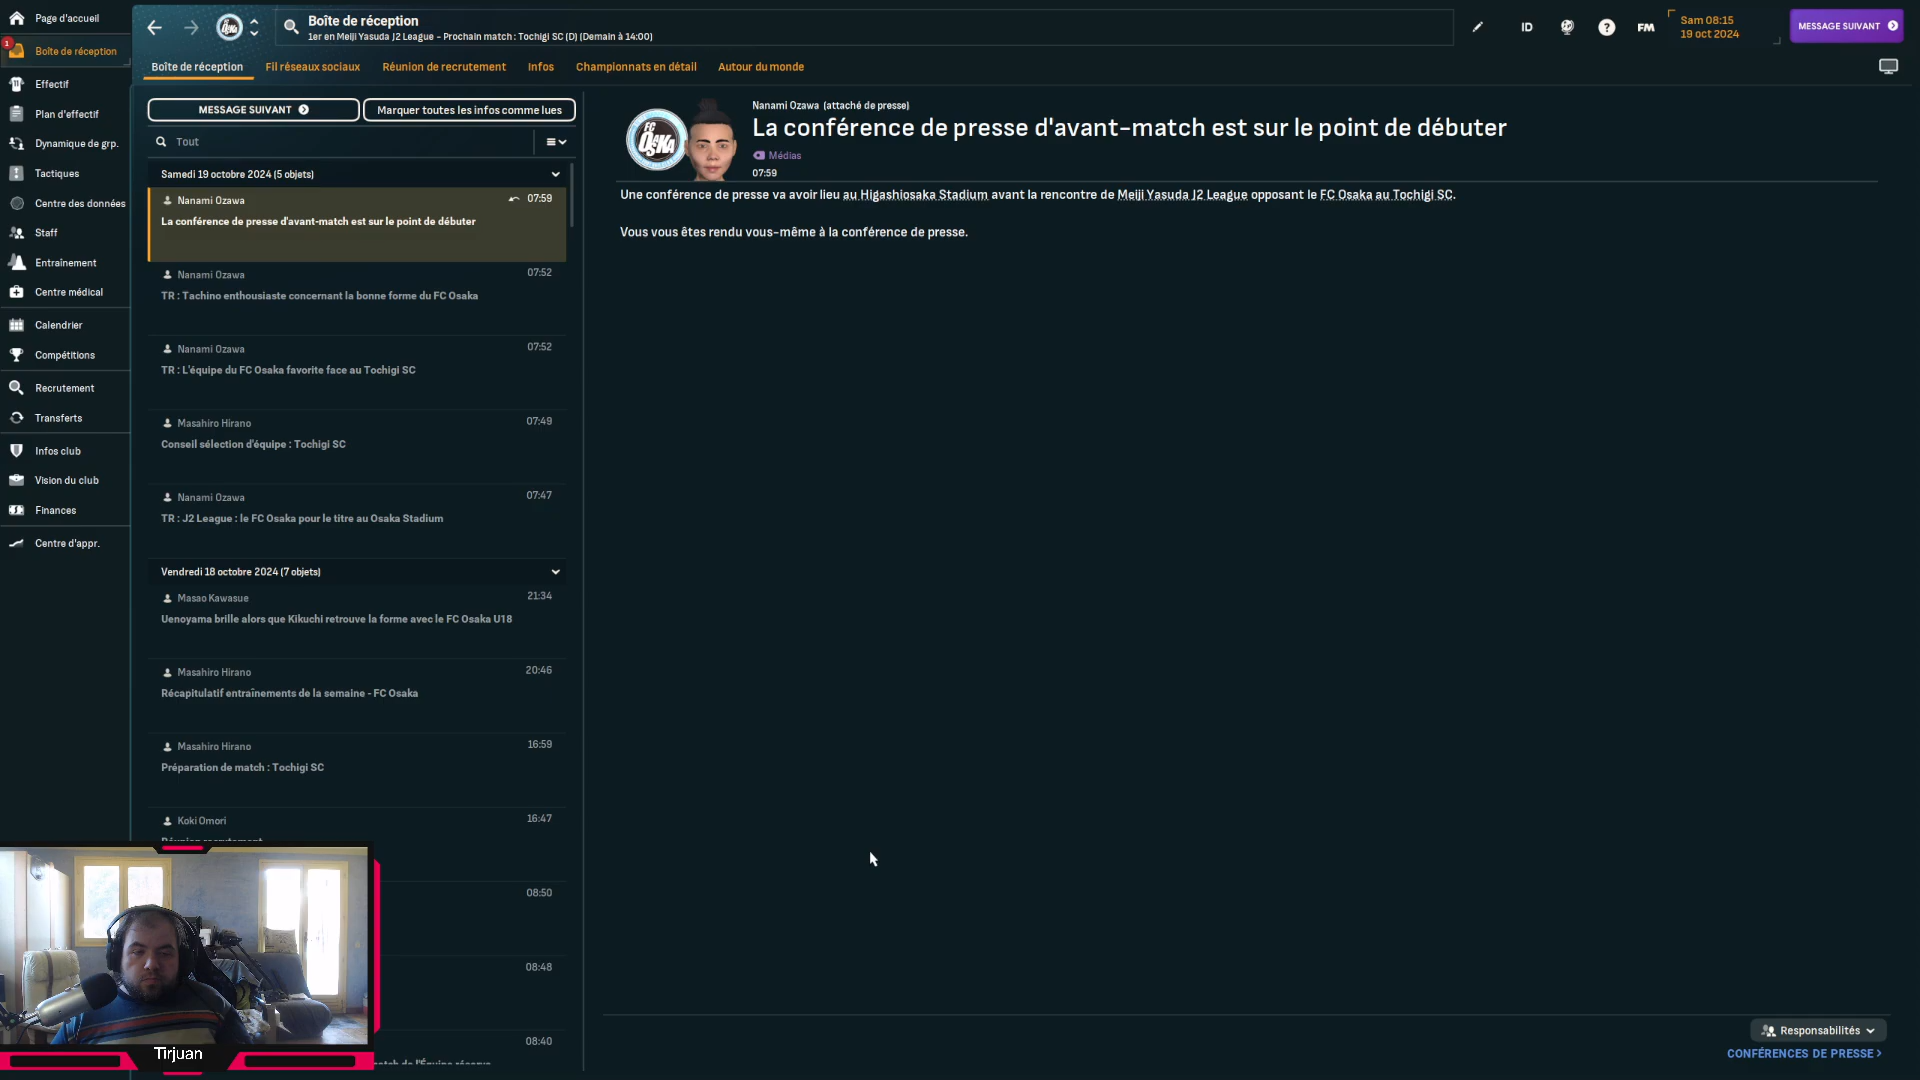 Page d'accueil
1
Boîte de réception
Effectif
Plan d'effectif
Dynamique de grp.
Tactiques
Centre des données
Staff
Entraînement
Centre médical
Calendrier
Compétitions
Recrutement
Transferts
Infos club
Vision du club
Finances
Centre d'appr.
Boîte de réception
1er en Meiji Yasuda J2 League - Prochain match : Tochigi SC (D) (Demain à 14:00)
ID
?
FM
Sam 08:15
19 oct 2024
MESSAGE SUIVANT
Boîte de réception
Fil réseaux sociaux
Réunion de recrutement
Infos
Championnats en détail
Autour du monde
MESSAGE SUIVANT
Marquer toutes les infos comme lues
Tout
Samedi 19 octobre 2024 (5 objets)
Nanami Ozawa 07:59
La conférence de presse d'avant-match est sur le point de débuter
Nanami Ozawa 07:52
TR : Tachino enthousiaste concernant la bonne forme du FC Osaka
Nanami Ozawa 07:52
TR : L'équipe du FC Osaka favorite face au Tochigi SC
Masahiro Hirano 07:49
Conseil sélection d'équipe : Tochigi SC
Nanami Ozawa 07:47
TR : J2 League : le FC Osaka pour le titre au Osaka Stadium
Vendredi 18 octobre 2024 (7 objets)
Masao Kawasue 21:34
Uenoyama brille alors que Kikuchi retrouve la forme avec le FC Osaka U18
Masahiro Hirano 20:46
Récapitulatif entraînements de la semaine - FC Osaka
Masahiro Hirano 16:59
Préparation de match : Tochigi SC
Koki Omori 16:47
08:50
08:48
08:40
FC OSAKA
Nanami Ozawa (attaché de presse)
La conférence de presse d'avant-match est sur le point de débuter
Médias
07:59
Une conférence de presse va avoir lieu au Higashiosaka Stadium avant la rencontre de Meiji Yasuda J2 League opposant le FC Osaka au Tochigi SC.
Vous vous êtes rendu vous-même à la conférence de presse.
Responsabilités
CONFÉRENCES DE PRESSE
Tirjuan